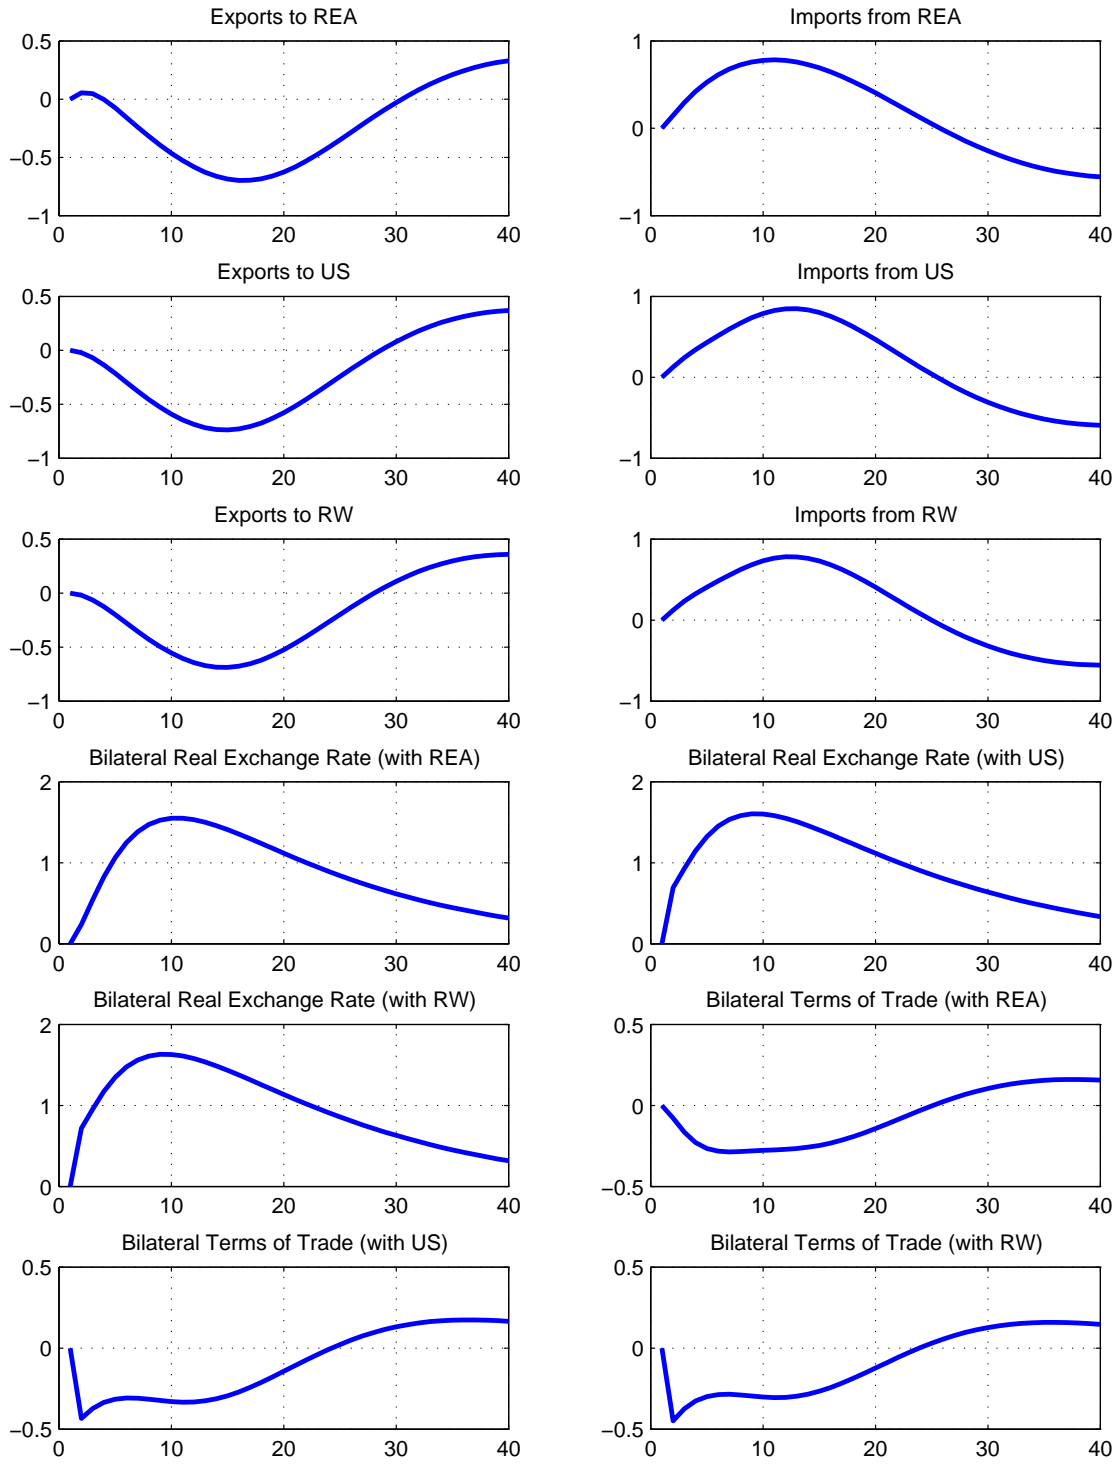 Exports to REA
0.5
0
−0.5
−1
0 10 20 30 40
Imports from REA
1
0
−1
0 10 20 30 40
Exports to US
0.5
0
−0.5
−1
0 10 20 30 40
Imports from US
1
0
−1
0 10 20 30 40
Exports to RW
0.5
0
−0.5
−1
0 10 20 30 40
Imports from RW
1
0
−1
0 10 20 30 40
Bilateral Real Exchange Rate (with REA)
2
1
0
0 10 20 30 40
Bilateral Real Exchange Rate (with US)
2
1
0
0 10 20 30 40
Bilateral Real Exchange Rate (with RW)
2
1
0
0 10 20 30 40
Bilateral Terms of Trade (with REA)
0.5
0
−0.5
0 10 20 30 40
Bilateral Terms of Trade (with US)
0.5
0
−0.5
0 10 20 30 40
Bilateral Terms of Trade (with RW)
0.5
0
−0.5
0 10 20 30 40